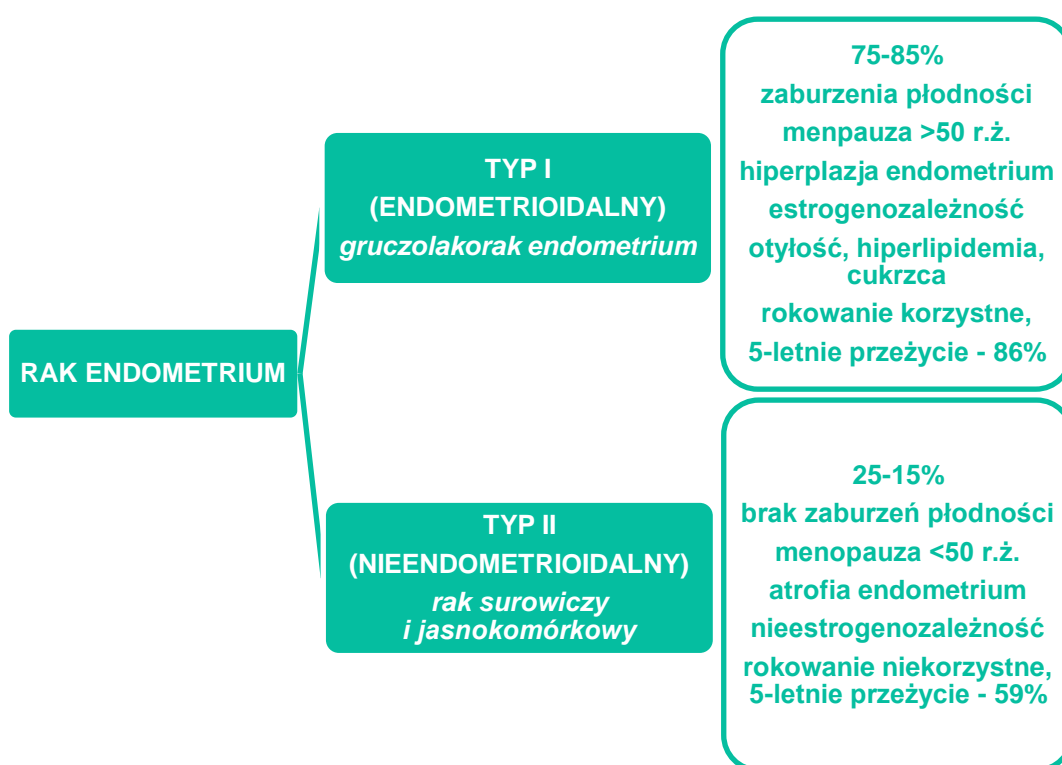 RAK ENDOMETRIUM
TYP I
(ENDOMETRIOIDALNY)
gruczolakorak endometrium
75-85%
zaburzenia płodności
menpauza >50 r.ż.
hiperplazja endometrium
estrogenozależność
otyłość, hiperlipidemia,
cukrzca
rokowanie korzystne,
5-letnie przeżycie - 86%
TYP II
(NIEENDOMETRIOIDALNY)
rak surowiczy
i jasnokomórkowy
25-15%
brak zaburzeń płodności
menopauza <50 r.ż.
atrofia endometrium
nieestrogenozależność
rokowanie niekorzystne,
5-letnie przeżycie - 59%